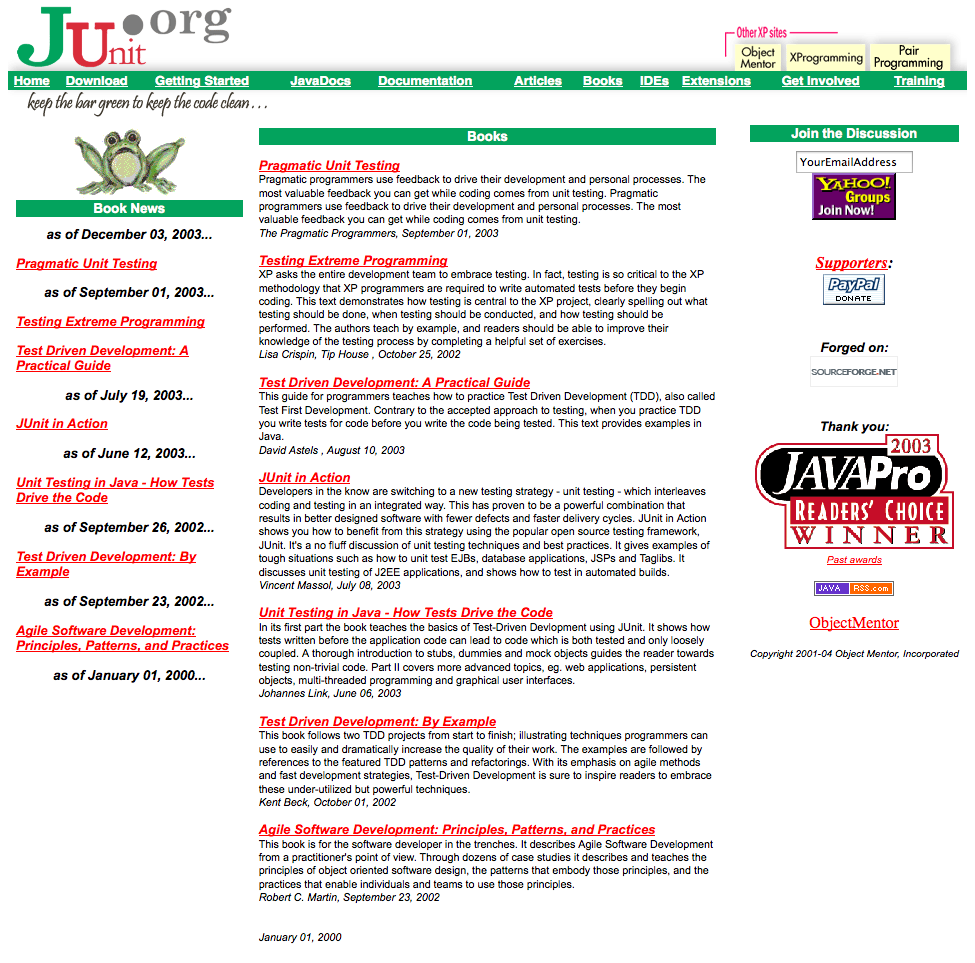 JUnit.org
Other XP sites
Object Mentor
XProgramming
Pair Programming
Home Download Getting Started JavaDocs Documentation Articles Books IDEs Extensions Get Involved Training
keep the bar green to keep the code clean . . .
Book News
as of December 03, 2003...
Pragmatic Unit Testing
as of September 01, 2003...
Testing Extreme Programming
Test Driven Development: A
Practical Guide
as of July 19, 2003...
JUnit in Action
as of June 12, 2003...
Unit Testing in Java - How Tests
Drive the Code
as of September 26, 2002...
Test Driven Development: By
Example
as of September 23, 2002...
Agile Software Development:
Principles, Patterns, and Practices
as of January 01, 2000...
Books
Pragmatic Unit Testing
Pragmatic programmers use feedback to drive their development and personal processes. The
most valuable feedback you can get while coding comes from unit testing. Pragmatic
programmers use feedback to drive their development and personal processes. The most
valuable feedback you can get while coding comes from unit testing.
The Pragmatic Programmers, September 01, 2003
Testing Extreme Programming
XP asks the entire development team to embrace testing. In fact, testing is so critical to the XP
methodology that XP programmers are required to write automated tests before they begin
coding. This text demonstrates how testing is central to the XP project, clearly spelling out what
testing should be done, when testing should be conducted, and how testing should be
performed. The authors teach by example, and readers should be able to improve their
knowledge of the testing process by completing a helpful set of exercises.
Lisa Crispin, Tip House , October 25, 2002
Test Driven Development: A Practical Guide
This guide for programmers teaches how to practice Test Driven Development (TDD), also called
Test First Development. Contrary to the accepted approach to testing, when you practice TDD
you write tests for code before you write the code being tested. This text provides examples in
Java.
David Astels , August 10, 2003
JUnit in Action
Developers in the know are switching to a new testing strategy - unit testing - which interleaves
coding and testing in an integrated way. This has proven to be a powerful combination that
results in better designed software with fewer defects and faster delivery cycles. JUnit in Action
shows you how to benefit from this strategy using the popular open source testing framework,
JUnit. It's a no fluff discussion of unit testing techniques and best practices. It gives examples of
tough situations such as how to unit test EJBs, database applications, JSPs and Taglibs. It
discusses unit testing of J2EE applications, and shows how to test in automated builds.
Vincent Massol, July 08, 2003
Unit Testing in Java - How Tests Drive the Code
In its first part the book teaches the basics of Test-Driven Development using JUnit. It shows how
tests written before the application code can lead to code which is both tested and only loosely
coupled. A thorough introduction to stubs, dummies and mock objects guides the reader towards
testing non-trivial code. Part II covers more advanced topics, eg. web applications, persistent
objects, multi-threaded programming and graphical user interfaces.
Johannes Link, June 06, 2003
Test Driven Development: By Example
This book follows two TDD projects from start to finish; illustrating techniques programmers can
use to easily and dramatically increase the quality of their work. The examples are followed by
references to the featured TDD patterns and refactorings. With its emphasis on agile methods
and fast development strategies, Test-Driven Development is sure to inspire readers to embrace
these under-utilized but powerful techniques.
Kent Beck, October 01, 2002
Agile Software Development: Principles, Patterns, and Practices
This book is for the software developer in the trenches. It describes Agile Software Development
from a practitioner's point of view. Through dozens of case studies it describes and teaches the
principles of object oriented software design, the patterns that embody those principles, and the
practices that enable individuals and teams to use those principles.
Robert C. Martin, September 23, 2002
January 01, 2000
Join the Discussion
YourEmailAddress
YAHOO!
Groups
Join Now!
Supporters:
PayPal
DONATE
Forged on:
SOURCEFORGE.NET
Thank you:
2003
JAVAPro
READERS' CHOICE
WINNER
Past awards
JAVA RSS.com
ObjectMentor
Copyright 2001-04 Object Mentor, Incorporated